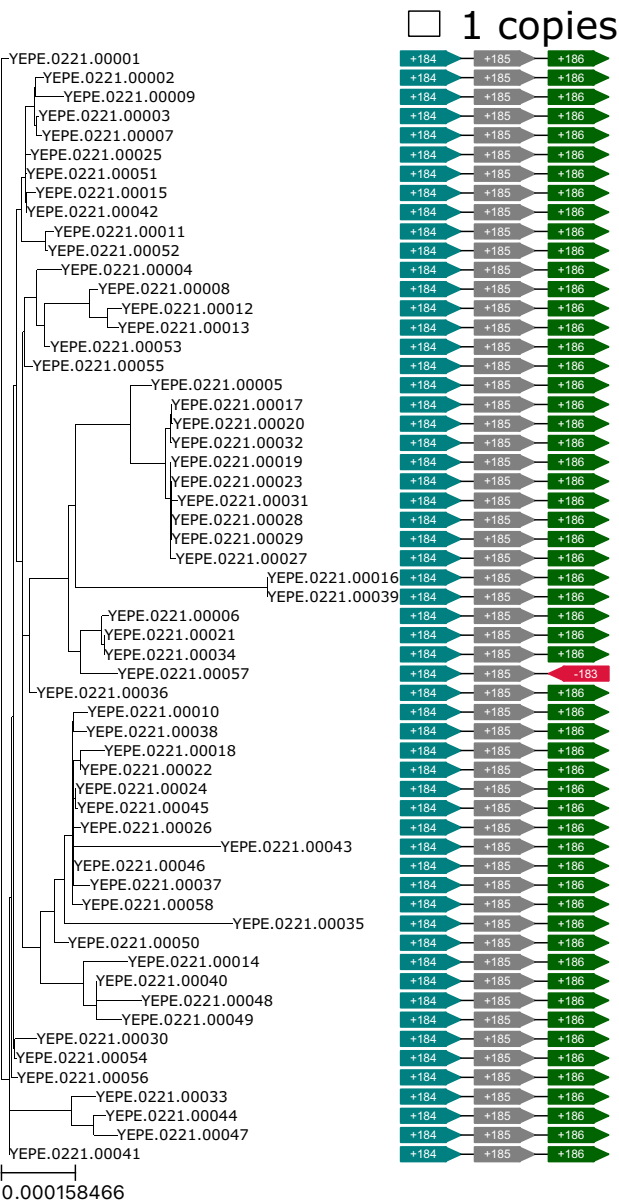 1 copies
YEPE.0221.00001 +184 +185 +186
YEPE.0221.00002 +184 +185 +186
YEPE.0221.00009 +184 +185 +186
YEPE.0221.00003 +184 +185 +186
YEPE.0221.00007 +184 +185 +186
YEPE.0221.00025 +184 +185 +186
YEPE.0221.00051 +184 +185 +186
YEPE.0221.00015 +184 +185 +186
YEPE.0221.00042 +184 +185 +186
YEPE.0221.00011 +184 +185 +186
YEPE.0221.00052 +184 +185 +186
YEPE.0221.00004 +184 +185 +186
YEPE.0221.00008 +184 +185 +186
YEPE.0221.00012 +184 +185 +186
YEPE.0221.00013 +184 +185 +186
YEPE.0221.00053 +184 +185 +186
YEPE.0221.00055 +184 +185 +186
YEPE.0221.00005 +184 +185 +186
YEPE.0221.00017 +184 +185 +186
YEPE.0221.00020 +184 +185 +186
YEPE.0221.00032 +184 +185 +186
YEPE.0221.00019 +184 +185 +186
YEPE.0221.00023 +184 +185 +186
YEPE.0221.00031 +184 +185 +186
YEPE.0221.00028 +184 +185 +186
YEPE.0221.00029 +184 +185 +186
YEPE.0221.00027 +184 +185 +186
YEPE.0221.00016 +184 +185 +186
YEPE.0221.00039 +184 +185 +186
YEPE.0221.00006 +184 +185 +186
YEPE.0221.00021 +184 +185 +186
YEPE.0221.00034 +184 +185 +186
YEPE.0221.00057 +184 +185 -183
YEPE.0221.00036 +184 +185 +186
YEPE.0221.00010 +184 +185 +186
YEPE.0221.00038 +184 +185 +186
YEPE.0221.00018 +184 +185 +186
YEPE.0221.00022 +184 +185 +186
YEPE.0221.00024 +184 +185 +186
YEPE.0221.00045 +184 +185 +186
YEPE.0221.00026 +184 +185 +186
YEPE.0221.00043 +184 +185 +186
YEPE.0221.00046 +184 +185 +186
YEPE.0221.00037 +184 +185 +186
YEPE.0221.00058 +184 +185 +186
YEPE.0221.00035 +184 +185 +186
YEPE.0221.00050 +184 +185 +186
YEPE.0221.00014 +184 +185 +186
YEPE.0221.00040 +184 +185 +186
YEPE.0221.00048 +184 +185 +186
YEPE.0221.00049 +184 +185 +186
YEPE.0221.00030 +184 +185 +186
YEPE.0221.00054 +184 +185 +186
YEPE.0221.00056 +184 +185 +186
YEPE.0221.00033 +184 +185 +186
YEPE.0221.00044 +184 +185 +186
YEPE.0221.00047 +184 +185 +186
YEPE.0221.00041 +184 +185 +186
0.000158466